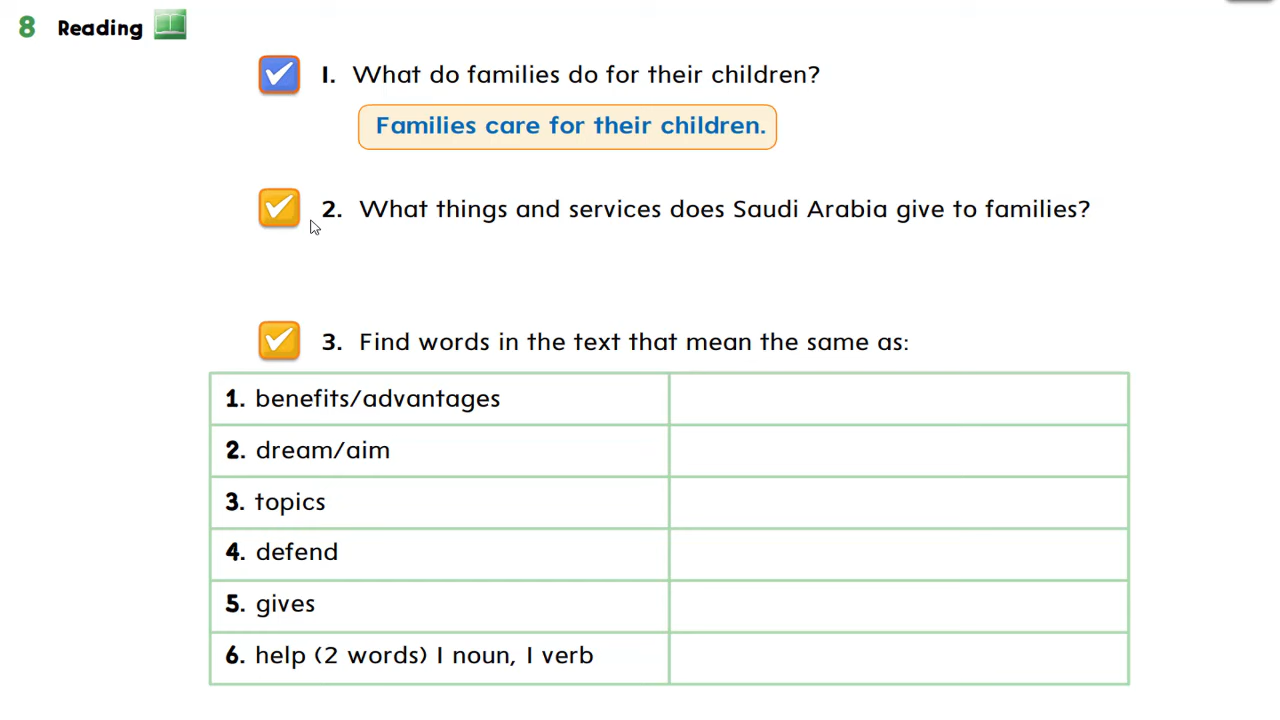 8 Reading
1. What do families do for their children?
Families care for their children.
2. What things and services does Saudi Arabia give to families?
3. Find words in the text that mean the same as:
1. benefits/advantages
2. dream/aim
3. topics
4. defend
5. gives
6. help (2 words) 1 noun, 1 verb